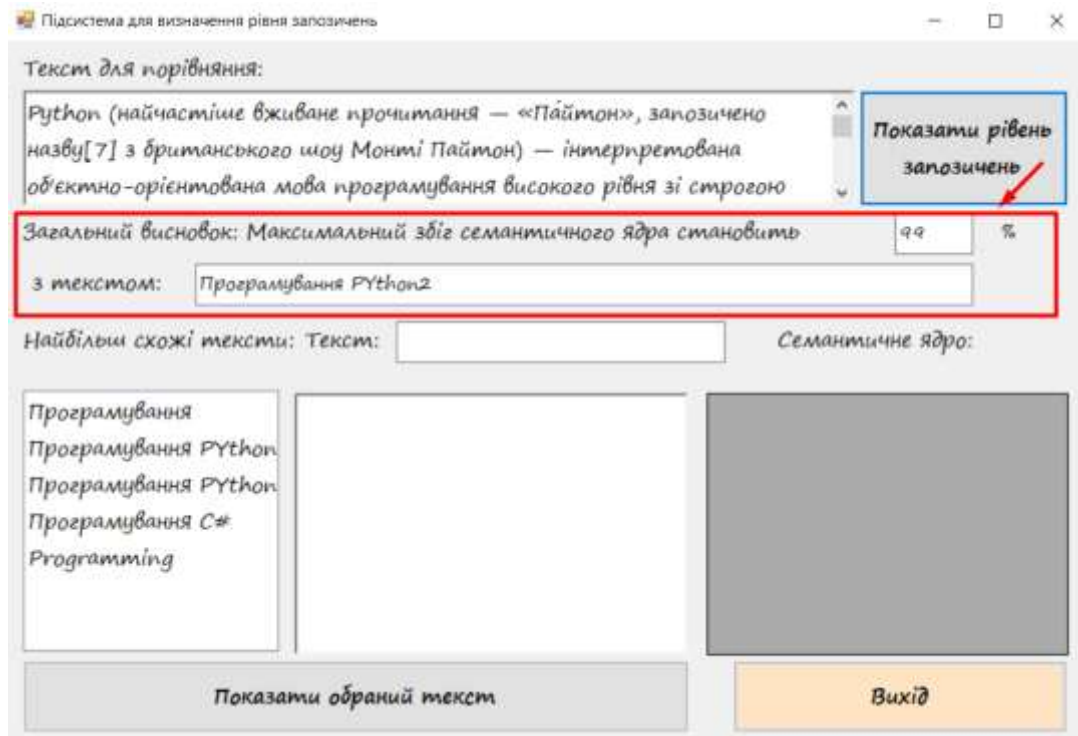 Підсистема для визначення рівня запозичень
Текст для порівняння:
Python (найчастіше вживане прочитання — «Па́йтон», запозичено
назву[7] з британського шоу Монті Пайтон) — інтерпретована
об'єктно-орієнтована мова програмування високого рівня зі строгою
Показати рівень
запозичень
Загальний висновок: Максимальний збіг семантичного ядра становить 99 %
з текстом: Програмування PYthon2
Найбільш схожі тексти: Текст: Семантичне ядро:
Програмування
Програмування PYthon
Програмування PYthon
Програмування C#
Programming
Показати обраний текст
Вихід